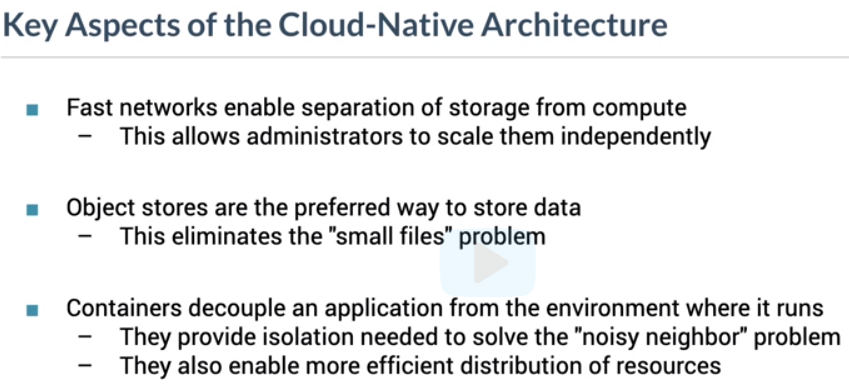 Key Aspects of the Cloud-Native Architecture
■ Fast networks enable separation of storage from compute
– This allows administrators to scale them independently
■ Object stores are the preferred way to store data
– This eliminates the "small files" problem
■ Containers decouple an application from the environment where it runs
– They provide isolation needed to solve the "noisy neighbor" problem
– They also enable more efficient distribution of resources